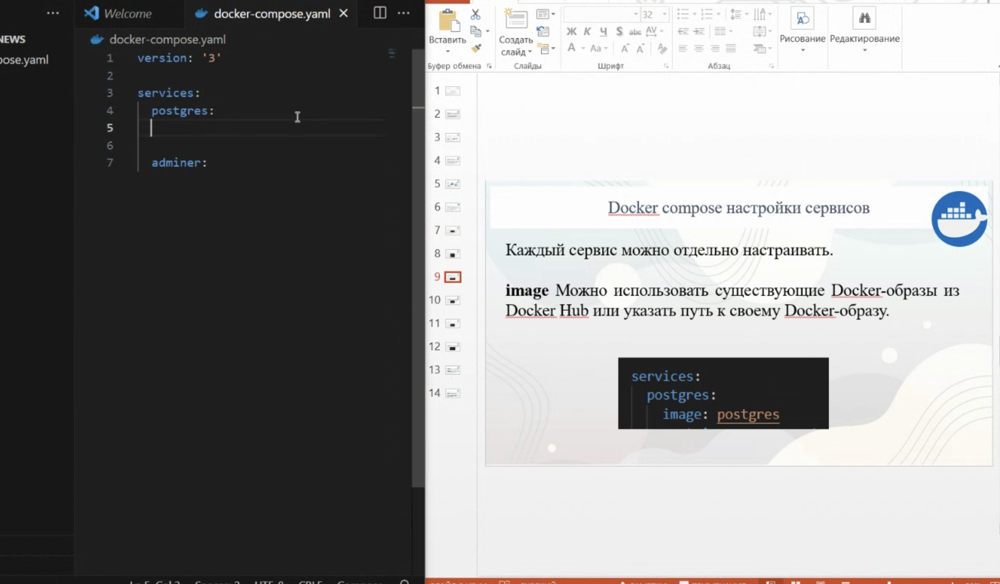 Welcome
docker-compose.yaml
NEWS
docker-compose.yaml
pose.yaml
1 version: '3'
2
3 services:
4 postgres:
5
6
7 adminer:
32
Вставить
Создать
слайд
Ж К Ч S abc AV
A Aa A A
Рисование
Редактирование
Буфер обмена
Слайды
Шрифт
Абзац
1
2
3
4
5
6
7
8
9
10
11
12
13
14
Docker compose настройки сервисов
Каждый сервис можно отдельно настраивать.
image Можно использовать существующие Docker-образы из
Docker Hub или указать путь к своему Docker-образу.
services:
postgres:
image: postgres